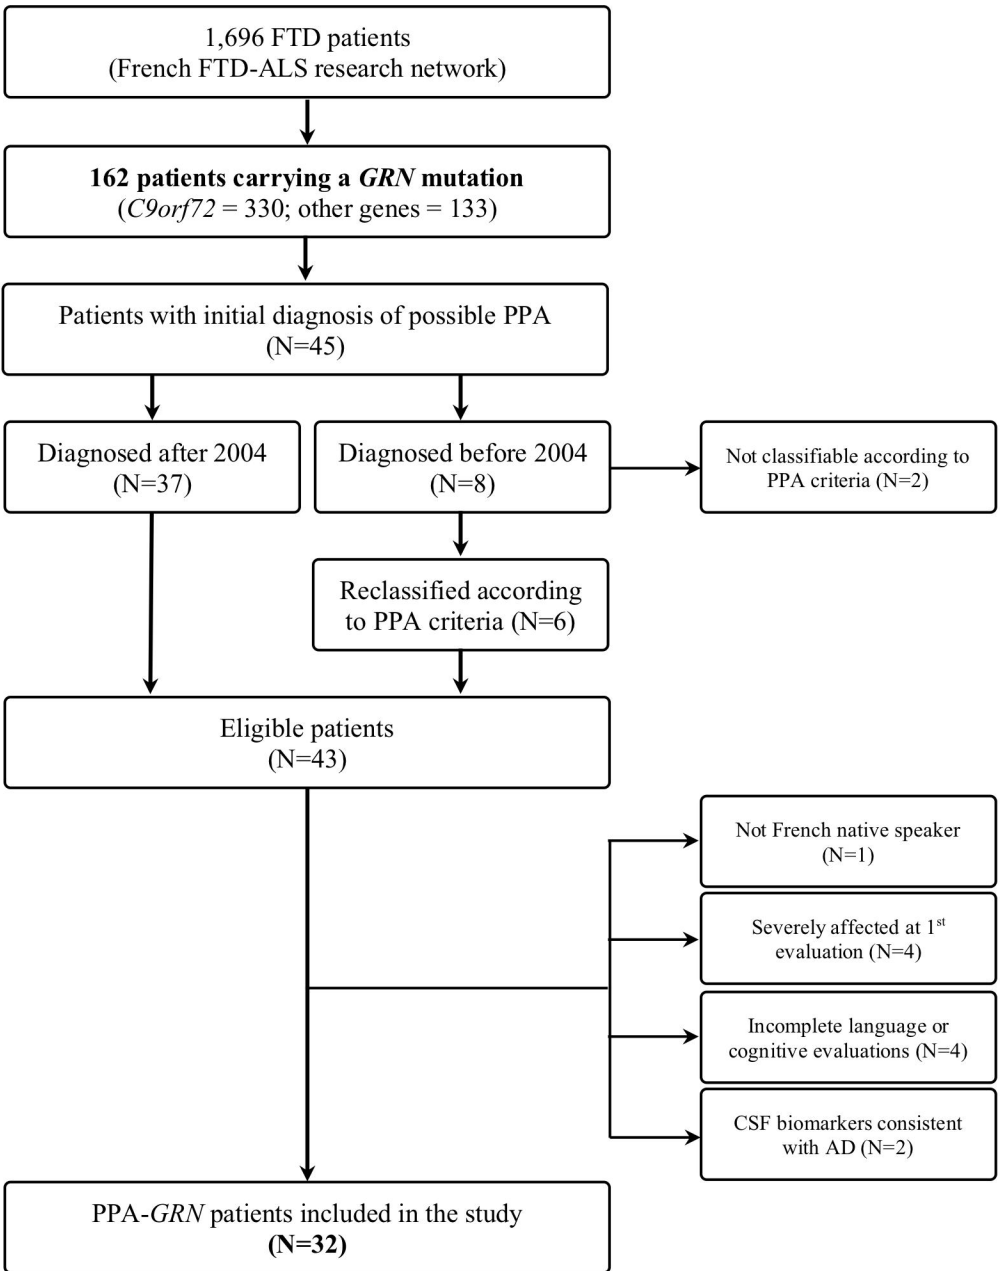 1,696 FTD patients
(French FTD-ALS research network)
162 patients carrying a GRN mutation
(C9orf72 = 330; other genes = 133)
Patients with initial diagnosis of possible PPA
(N=45)
Diagnosed after 2004
(N=37)
Diagnosed before 2004
(N=8)
Not classifiable according to
PPA criteria (N=2)
Reclassified according
to PPA criteria (N=6)
Eligible patients
(N=43)
Not French native speaker
(N=1)
Severely affected at 1st
evaluation (N=4)
Incomplete language or
cognitive evaluations (N=4)
CSF biomarkers consistent
with AD (N=2)
PPA-GRN patients included in the study
(N=32)